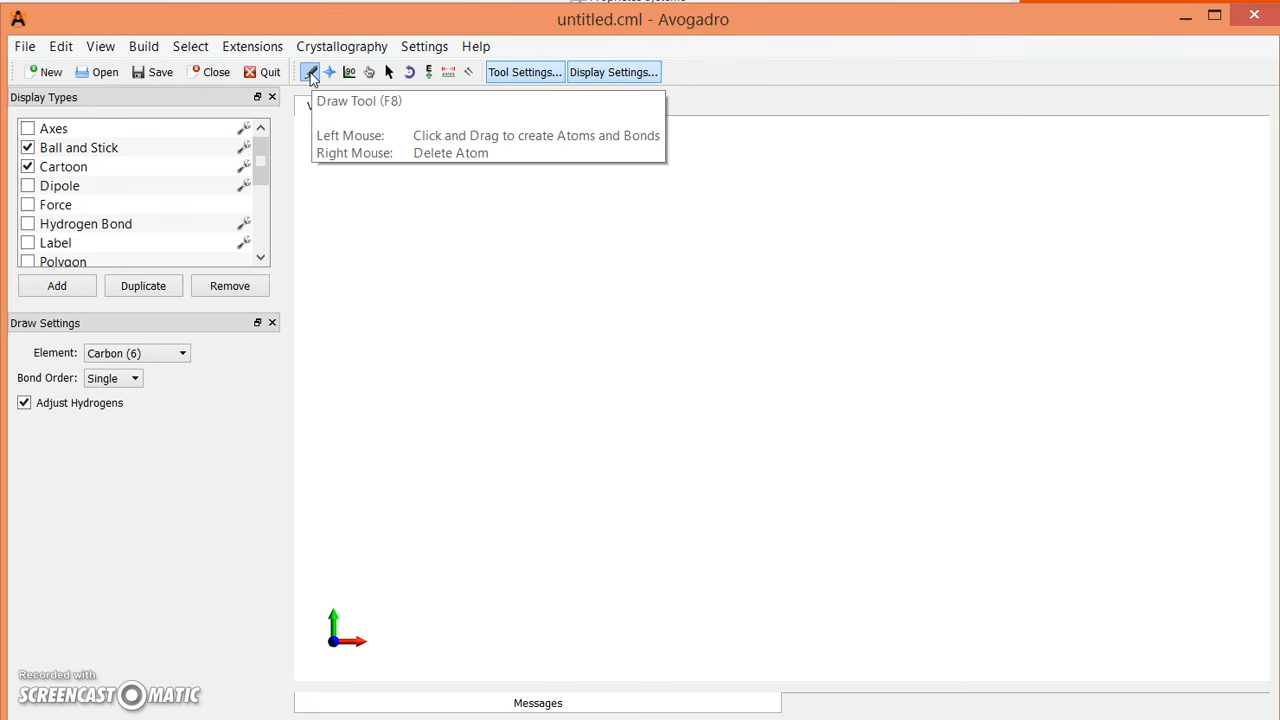 untitled.cml - Avogadro
File Edit View Build Select Extensions Crystallography Settings Help
New Open Save Close Quit Tool Settings... Display Settings...
Display Types
Draw Tool (F8)
Left Mouse: Click and Drag to create Atoms and Bonds
Right Mouse: Delete Atom
Axes
Ball and Stick
Cartoon
Dipole
Force
Hydrogen Bond
Label
Polygon
Add Duplicate Remove
Draw Settings
Element: Carbon (6)
Bond Order: Single
Adjust Hydrogens
Recorded with
SCREENCAST-O-MATIC
Messages